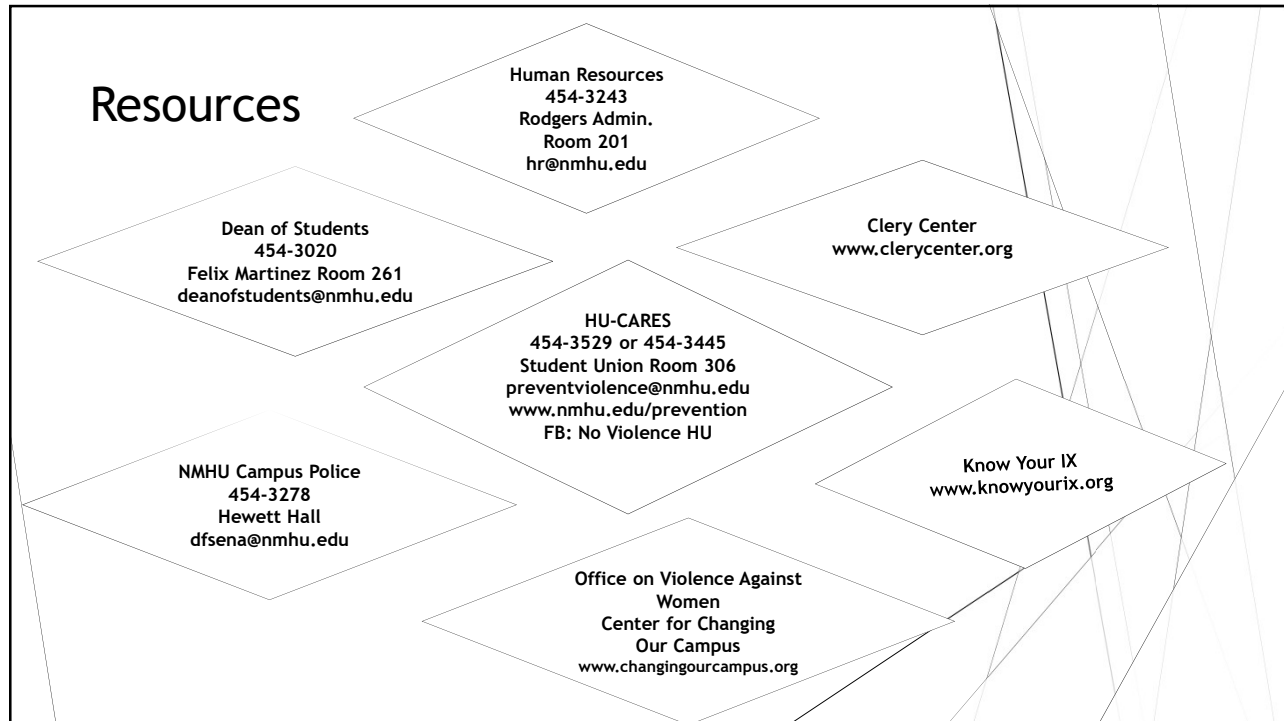 Resources
Human Resources
454-3243
Rodgers Admin.
Room 201
hr@nmhu.edu
Dean of Students
454-3020
Felix Martinez Room 261
deanofstudents@nmhu.edu
Clery Center
www.clerycenter.org
HU-CARES
454-3529 or 454-3445
Student Union Room 306
preventviolence@nmhu.edu
www.nmhu.edu/prevention
FB: No Violence HU
NMHU Campus Police
454-3278
Hewett Hall
dfsena@nmhu.edu
Know Your IX
www.knowyourix.org
Office on Violence Against
Women
Center for Changing
Our Campus
www.changingourcampus.org